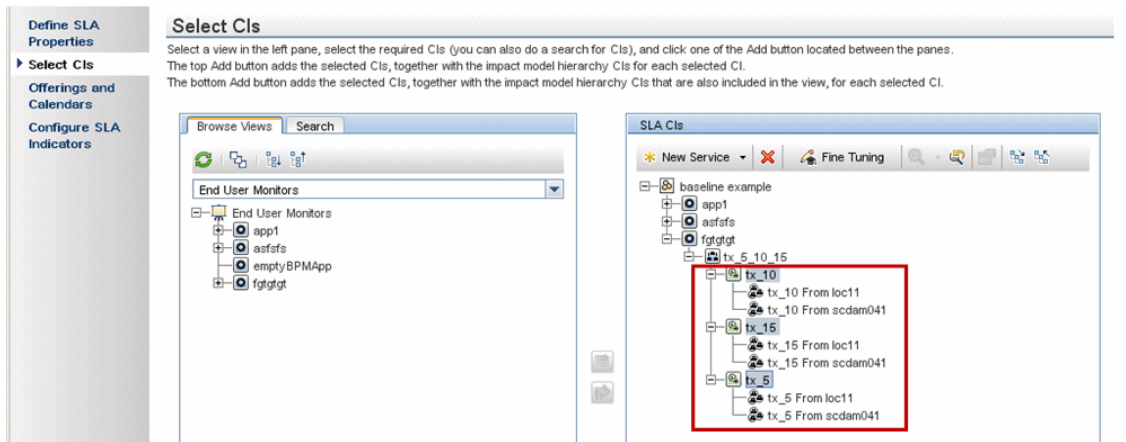 Define SLA
Properties
Select CIs
Offerings and
Calendars
Configure SLA
Indicators
Select CIs
Select a view in the left pane, select the required CIs (you can also do a search for CIs), and click one of the Add button located between the panes.
The top Add button adds the selected CIs, together with the impact model hierarchy CIs for each selected CI.
The bottom Add button adds the selected CIs, together with the impact model hierarchy CIs that are also included in the view, for each selected CI.
Browse Views
Search
End User Monitors
End User Monitors
app1
asfsfs
emptyBPMApp
fgtgtgt
SLA CIs
New Service
Fine Tuning
baseline example
app1
asfsfs
fgtgtgt
tx_5_10_15
tx_10
tx_10 From loc11
tx_10 From scdam041
tx_15
tx_15 From loc11
tx_15 From scdam041
tx_5
tx_5 From loc11
tx_5 From scdam041